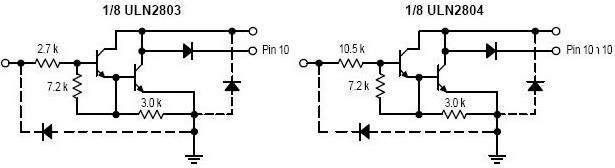 1/8 ULN2803
2.7 k
Pin 10
7.2 k
3.0 k
1/8 ULN2804
10.5 k
Pin 10 ı 10
7.2 k
3.0 k